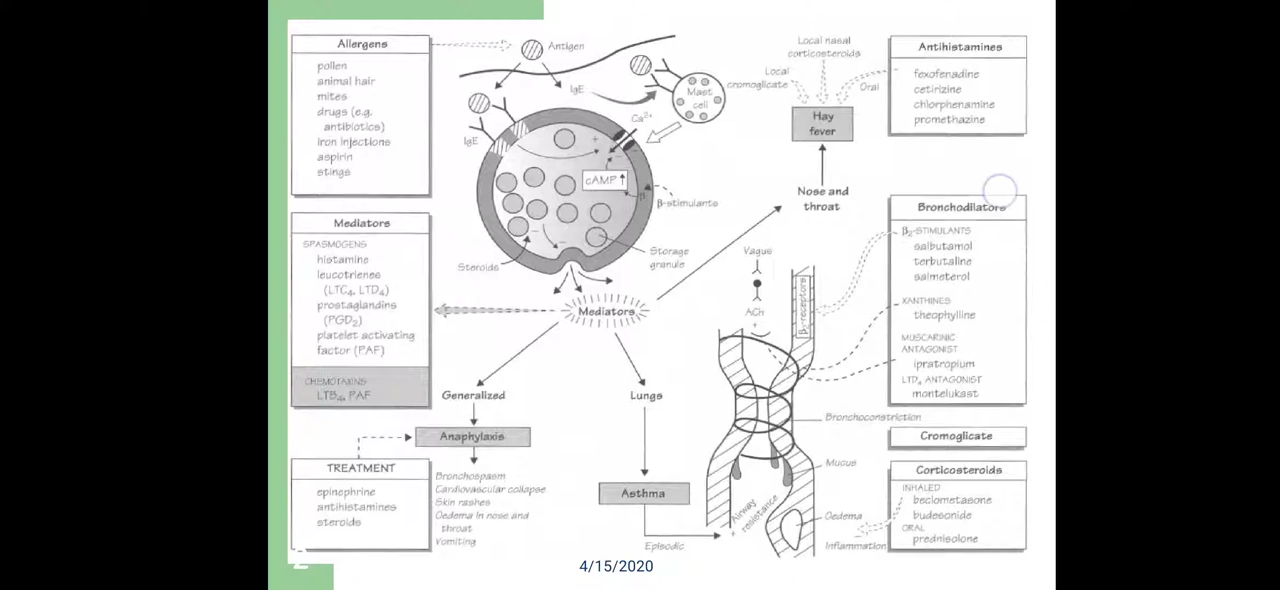 Allergens
pollen
animal hair
mites
drugs (e.g.
antibiotics)
iron injections
aspirin
stings
Mediators
SPASMOGENS
histamine
leucotrienes
(LTC₄, LTD₄)
prostaglandins
(PGD₂)
platelet activating
factor (PAF)
CHEMOTAXINS
LTB₄, PAF
TREATMENT
epinephrine
antihistamines
steroids
Antigen
IgE
IgE
Mast
cell
Ca²⁺
+
cAMP ↑
β
β-stimulants
Steroids
Storage
granule
Mediators
Generalized
Anaphylaxis
Bronchospasm
Cardiovascular collapse
Skin rashes
Oedema in nose and
throat
Vomiting
Lungs
Asthma
Episodic
Local nasal
corticosteroids
Local
cromoglicate
Oral
Hay
fever
Nose and
throat
Vagus
ACh
+
β₂-receptors
Bronchoconstriction
Mucus
Airway
resistance
+
Oedema
Inflammation
Antihistamines
fexofenadine
cetirizine
chlorphenamine
promethazine
Bronchodilators
β₂-STIMULANTS
salbutamol
terbutaline
salmeterol
XANTHINES
theophylline
MUSCARINIC
ANTAGONIST
ipratropium
LTD₄ ANTAGONIST
montelukast
Cromoglicate
Corticosteroids
INHALED
beclometasone
budesonide
ORAL
prednisolone
4/15/2020